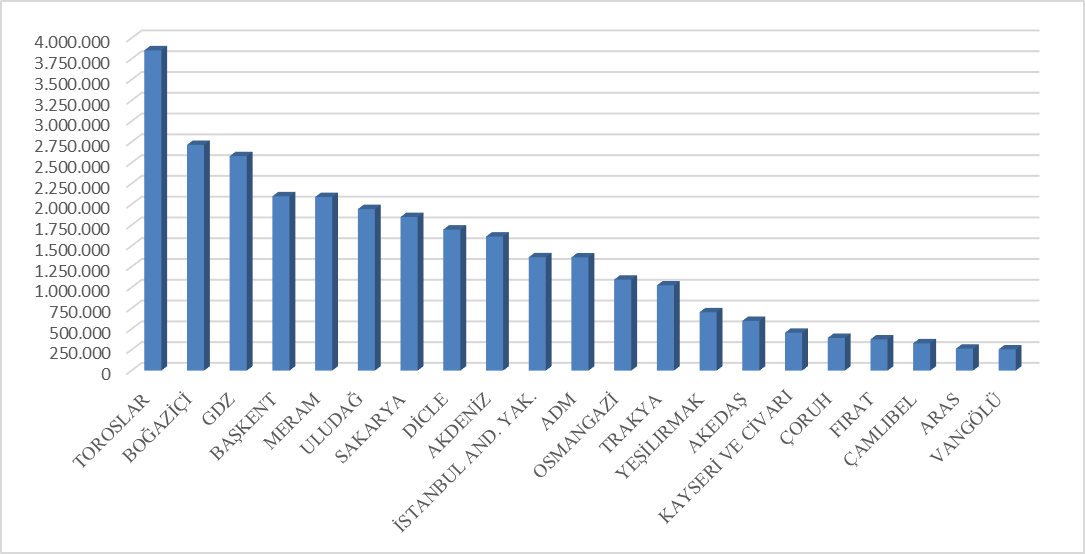 4.000.000
3.750.000
3.500.000
3.250.000
3.000.000
2.750.000
2.500.000
2.250.000
2.000.000
1.750.000
1.500.000
1.250.000
1.000.000
750.000
500.000
250.000
0
TOROSLAR
BOĞAZİÇİ
GDZ
BAŞKENT
MERAM
ULUDAĞ
SAKARYA
DİCLE
AKDENİZ
İSTANBUL AND. YAK.
ADM
OSMANGAZİ
TRAKYA
YEŞİLIRMAK
AKEDAŞ
KAYSERİ VE CİVARI
ÇORUH
FIRAT
ÇAMLIBEL
ARAS
VANGÖLÜ